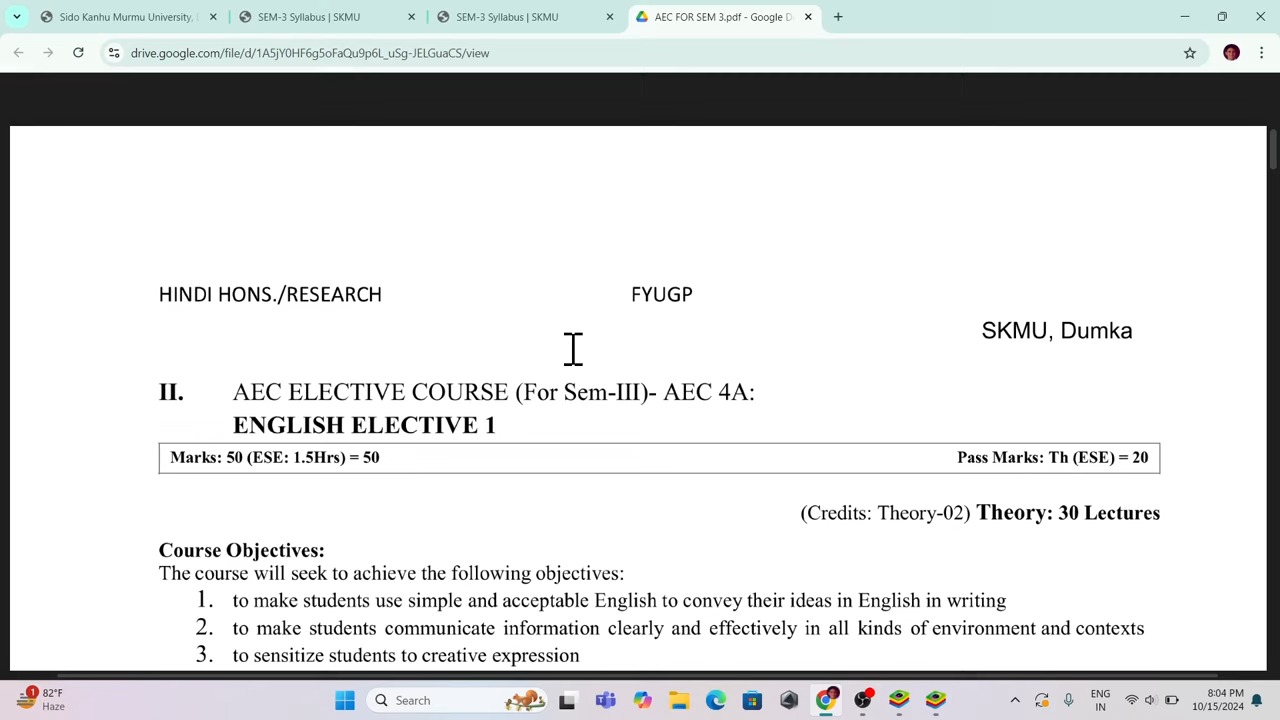 Sido Kanhu Murmu University,
SEM-3 Syllabus | SKMU
SEM-3 Syllabus | SKMU
AEC FOR SEM 3.pdf - Google D
drive.google.com/file/d/1A5jY0HF6g5oFaQu9p6L_uSg-JELGuaCS/view
HINDI HONS./RESEARCH FYUGP
SKMU, Dumka
II. AEC ELECTIVE COURSE (For Sem-III)- AEC 4A:
ENGLISH ELECTIVE 1
Marks: 50 (ESE: 1.5Hrs) = 50 Pass Marks: Th (ESE) = 20
(Credits: Theory-02) Theory: 30 Lectures
Course Objectives:
The course will seek to achieve the following objectives:
1. to make students use simple and acceptable English to convey their ideas in English in writing
2. to make students communicate information clearly and effectively in all kinds of environment and contexts
3. to sensitize students to creative expression
1
82°F
Haze
Search
ENG
IN
8:04 PM
10/15/2024